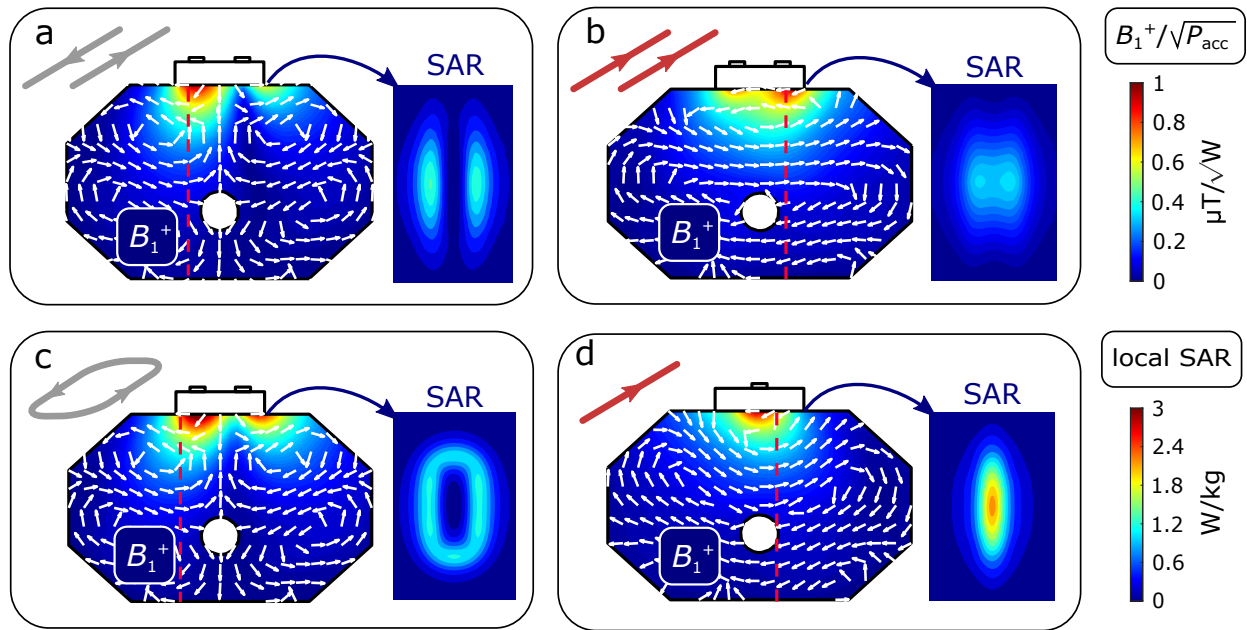 a
SAR
B₁⁺
b
SAR
B₁⁺
B₁⁺/√P_acc
1
0.8
0.6
0.4
0.2
0
µT/√W
c
SAR
B₁⁺
d
SAR
B₁⁺
local SAR
3
2.4
1.8
1.2
0.6
0
W/kg